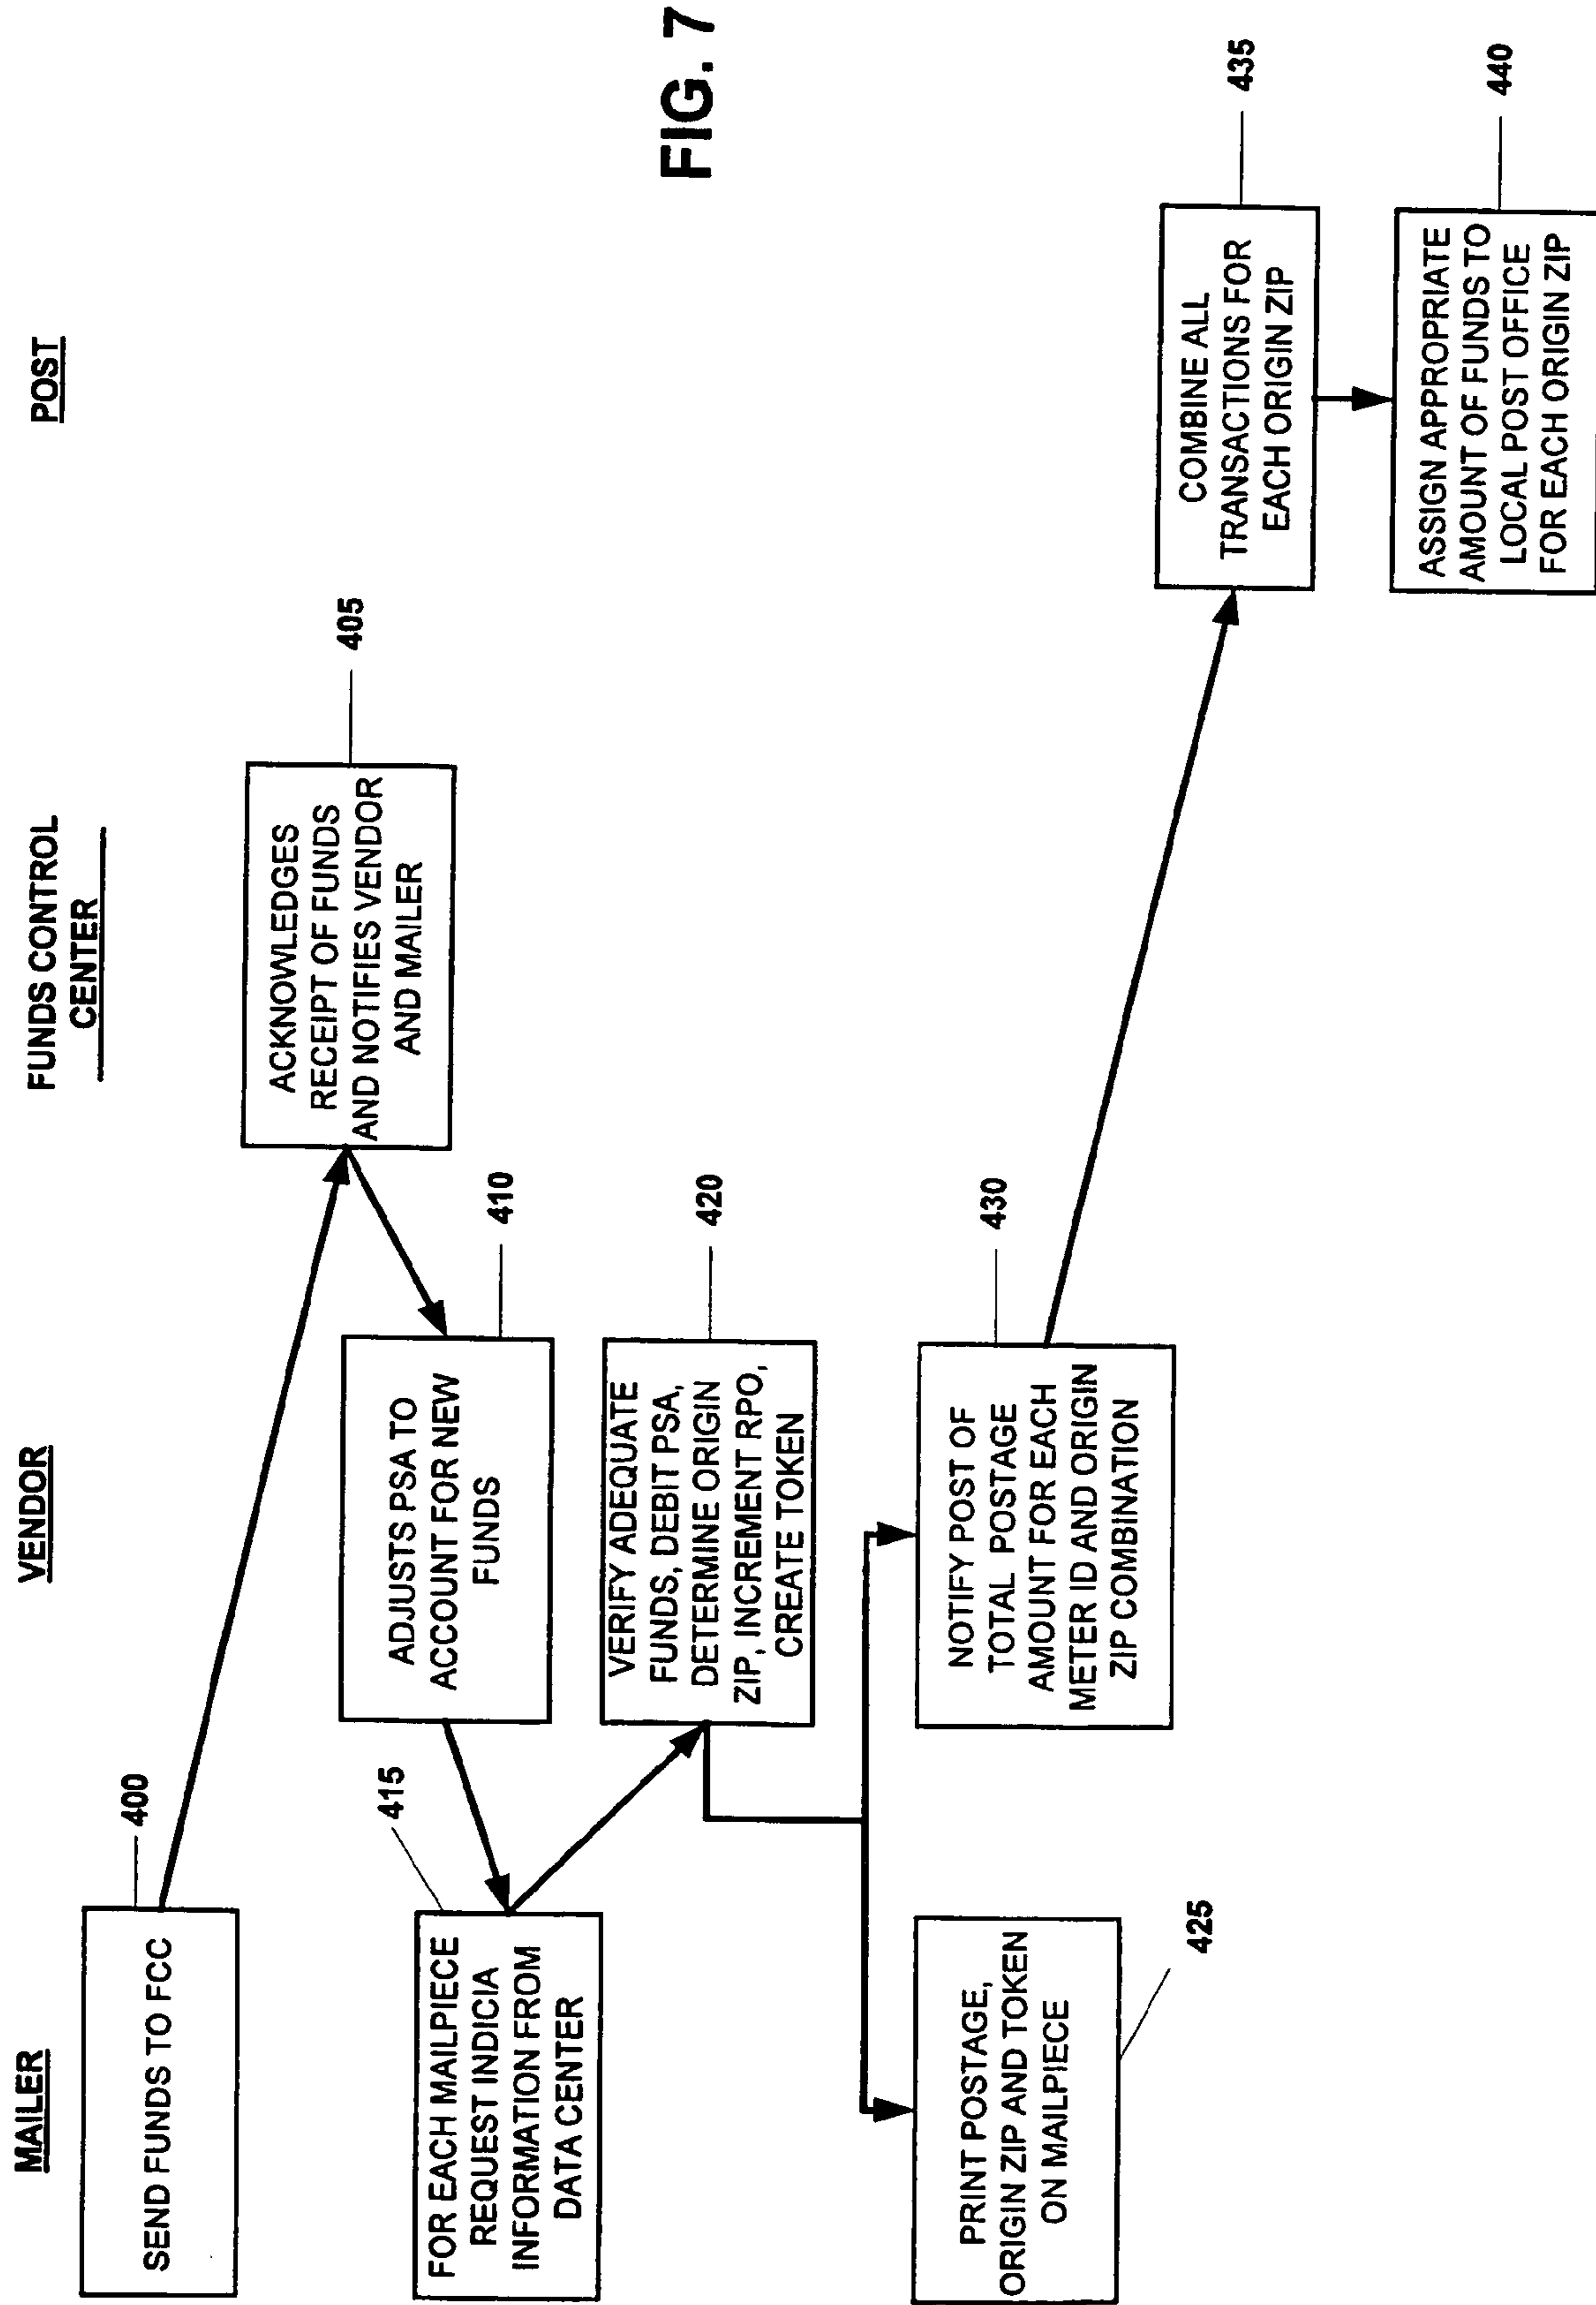 MAILER
VENDOR
FUNDS CONTROL
CENTER
POST
400
SEND FUNDS TO FCC
405
ACKNOWLEDGES
RECEIPT OF FUNDS
AND NOTIFIES VENDOR
AND MAILER
410
ADJUSTS PSA TO
ACCOUNT FOR NEW
FUNDS
415
FOR EACH MAILPIECE
REQUEST INDICIA
INFORMATION FROM
DATA CENTER
420
VERIFY ADEQUATE
FUNDS, DEBIT PSA,
DETERMINE ORIGIN
ZIP, INCREMENT RPO,
CREATE TOKEN
PRINT POSTAGE,
ORIGIN ZIP AND TOKEN
ON MAILPIECE
425
430
NOTIFY POST OF
TOTAL POSTAGE
AMOUNT FOR EACH
METER ID AND ORIGIN
ZIP COMBINATION
435
COMBINE ALL
TRANSACTIONS FOR
EACH ORIGIN ZIP
440
ASSIGN APPROPRIATE
AMOUNT OF FUNDS TO
LOCAL POST OFFICE
FOR EACH ORIGIN ZIP
FIG. 7